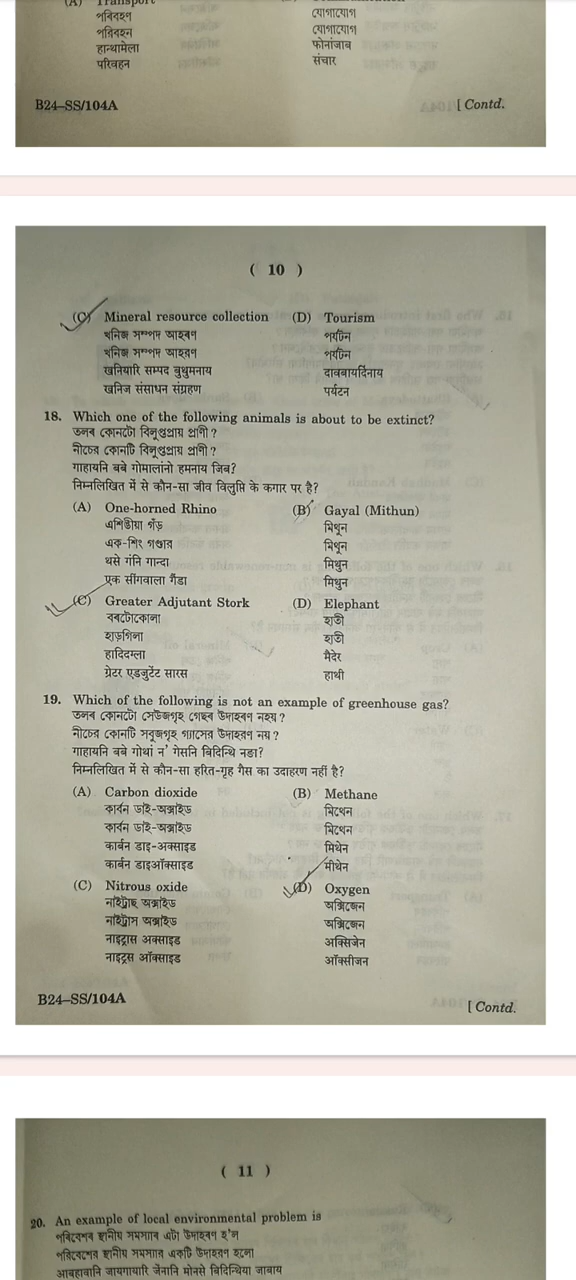 (A) Transport
পৰিবহণ যোগাযোগ
পরিবহন যোগাযোগ
हान्थामेला फोनांजाब
परिवहन संचार
B24–SS/104A [ Contd.
( 10 )
(C) Mineral resource collection (D) Tourism
খনিজ সম্পদ আহৰণ পৰ্যটন
খনিজ সম্পদ আহরণ পর্যটন
खनियारि सम्पद बुथुमनाय दावबायर्दिनाय
खनिज संसाधन संग्रहण पर्यटन
18. Which one of the following animals is about to be extinct?
তলৰ কোনটো বিলুপ্তপ্ৰায় প্ৰাণী ?
নীচের কোনটি বিলুপ্তপ্রায় প্রাণী ?
गाहायनि बबे गोमालांनो हमनाय जिब?
निम्नलिखित में से कौन-सा जीव विलुप्ति के कगार पर है?
(A) One-horned Rhino (B) Gayal (Mithun)
এশিঙীয়া গঁড় মিথুন
এক-শিং গণ্ডার মিথুন
थसे गंनि गान्दा मिथुन
एक सींगवाला गैंडा मिथुन
(C) Greater Adjutant Stork (D) Elephant
বৰটোকোলা হাতী
হাড়গিলা হাতী
हादिदग्ला मैदेर
ग्रेटर एडजुटेंट सारस हाथी
19. Which of the following is not an example of greenhouse gas?
তলৰ কোনটো সেউজগৃহ গেছৰ উদাহৰণ নহয় ?
নীচের কোনটি সবুজগৃহ গ্যাসের উদাহরণ নয় ?
गाहायनि बबे गोथां न' गेसनि बिदिन्थि नङा?
निम्नलिखित में से कौन-सा हरित-गृह गैस का उदाहरण नहीं है?
(A) Carbon dioxide (B) Methane
কাৰ্বন ডাই-অক্সাইড মিথেন
কার্বন ডাই-অক্সাইড মিথেন
कार्बन डाइ-अक्साइड मिथेन
कार्बन डाइऑक्साइड मीथेन
(C) Nitrous oxide (D) Oxygen
নাইট্ৰাছ অক্সাইড অক্সিজেন
নাইট্রাস অক্সাইড অক্সিজেন
नाइट्रास अक्साइड अक्सिजेन
नाइट्रस ऑक्साइड ऑक्सीजन
B24–SS/104A [ Contd.
( 11 )
20. An example of local environmental problem is
পৰিবেশৰ স্থানীয় সমস্যাৰ এটা উদাহৰণ হ'ল
পরিবেশের স্থানীয় সমস্যার একটি উদাহরণ হলো
आबहावानि जायगायारि जेंनानि मोनसे बिदिन्थिया जाबाय